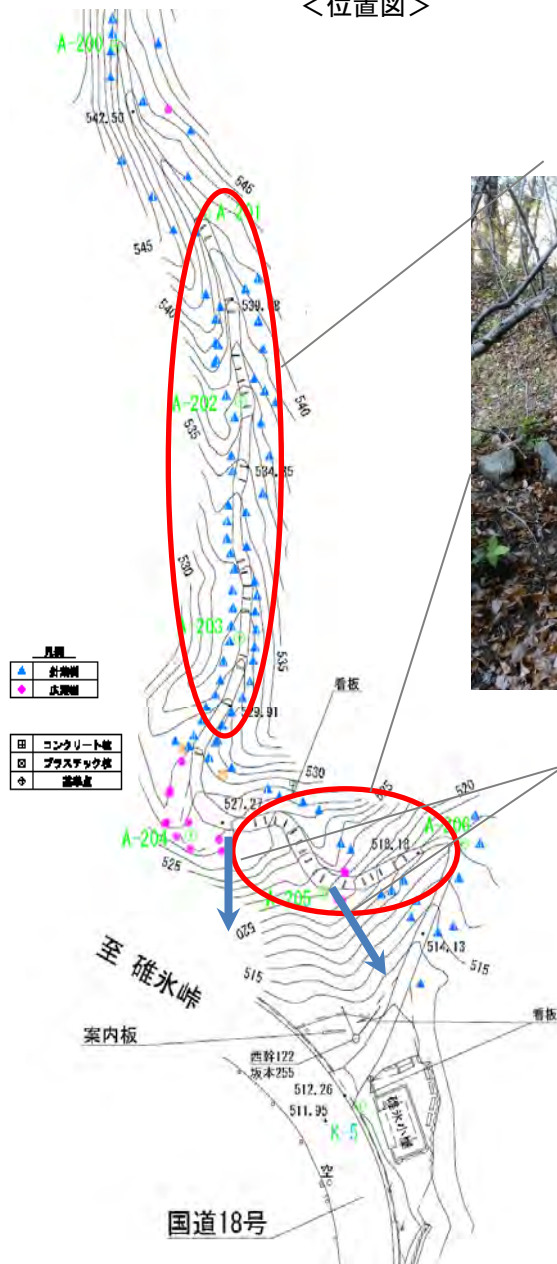 ＜位置図＞
A-200
542.50
545
A-201
545
540
539.98
A-202
540
535
534.85
530
A-203
535
凡例
針葉樹
広葉樹
529.91
看板
コンクリート杭
プラスチック杭
基準点
530
527.27
525
520
A-206
518.18
A-204
525
A-205
520
514.13
515
515
至 碓氷峠
案内板
看板
西幹122
坂本255
512.26
511.95
K-5
碓氷小屋
空
国道18号